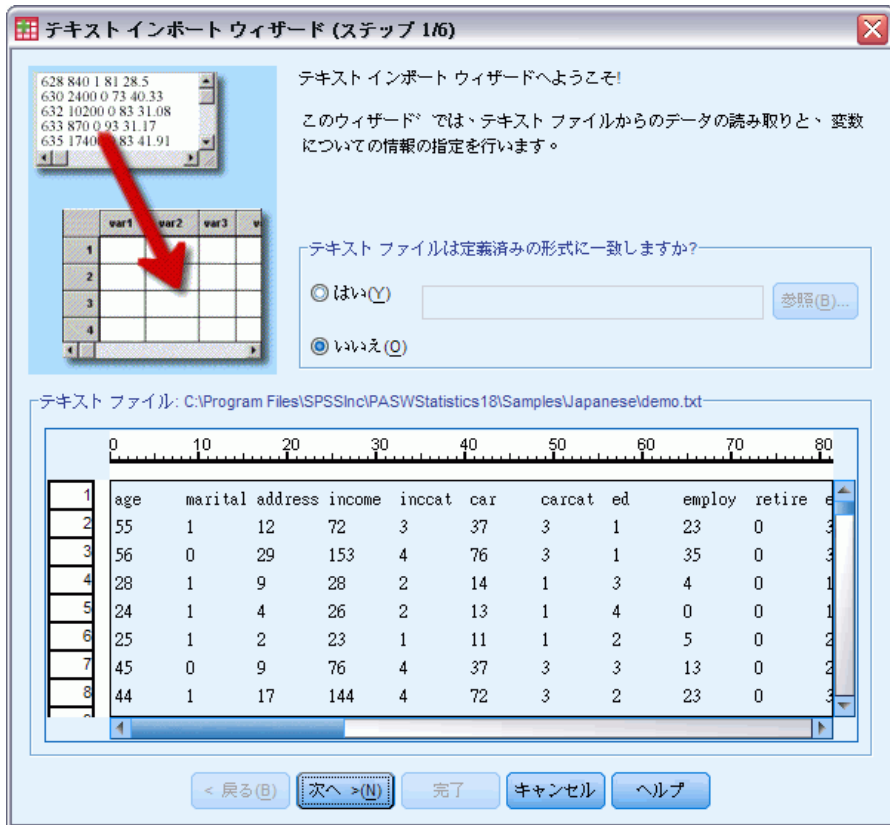 テキスト インポート ウィザード (ステップ 1/6)
628 840 1 81 28.5
630 2400 0 73 40.33
632 10200 0 83 31.08
633 870 0 93 31.17
635 1740 83 41.91
var1 var2 var3 v
1
2
3
4
テキスト インポート ウィザードへようこそ!
このウィザード゛では、テキスト ファイルからのデータの読み取りと、 変数
についての情報の指定を行います。
テキスト ファイルは定義済みの形式に一致しますか?
はい(Y)
参照(B)...
いいえ(O)
テキスト ファイル: C:\Program Files\SPSSInc\PASWStatistics18\Samples\Japanese\demo.txt
0 10 20 30 40 50 60 70 80
1 age marital address income inccat car carcat ed employ retire e
2 55 1 12 72 3 37 3 1 23 0 3
3 56 0 29 153 4 76 3 1 35 0 3
4 28 1 9 28 2 14 1 3 4 0 1
5 24 1 4 26 2 13 1 4 0 0 1
6 25 1 2 23 1 11 1 2 5 0 2
7 45 0 9 76 4 37 3 3 13 0 2
8 44 1 17 144 4 72 3 2 23 0 3
< 戻る(B) 次へ >(N) 完了 キャンセル ヘルプ